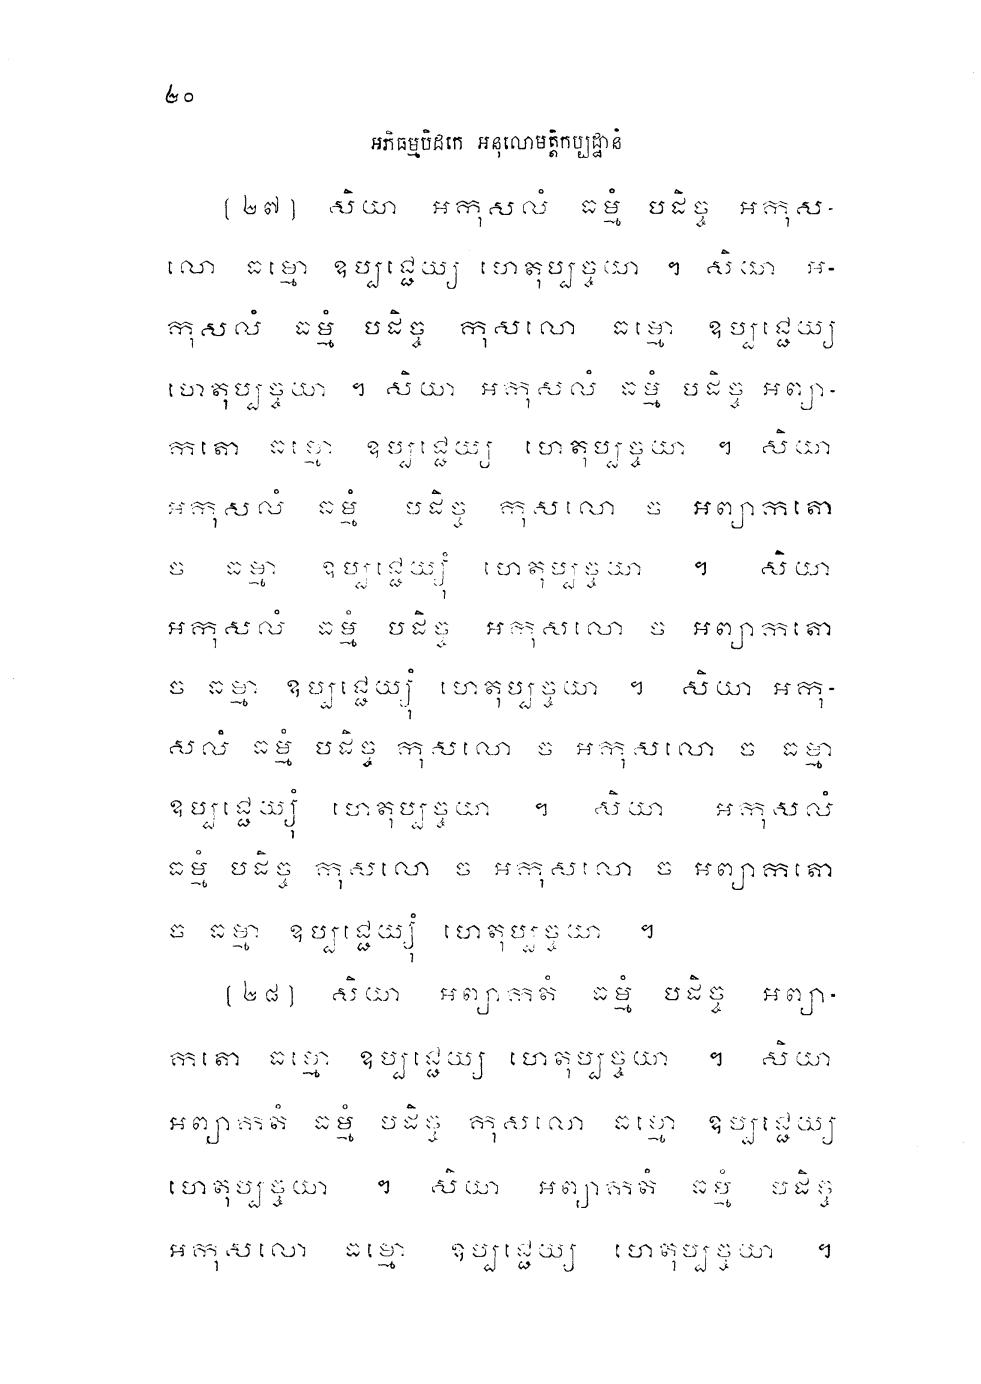 ២០
អភិធម្មបិដកេ អនុលោមត្តិកប្បដ្ឋានំ
(២៧) សិយា អកុសលំ ធម្មំ បដិច្ច អកុស-
លោ ធម្មោ ឧប្បជ្ជេយ្យ ហេតុប្បច្ចយា ។ សិយា អ-
កុសលំ ធម្មំ បដិច្ច កុសលោ ធម្មោ ឧប្បជ្ជេយ្យ
ហេតុប្បច្ចយា ។ សិយា អកុសលំ ធម្មំ បដិច្ច អព្យា-
កតោ ធម្មោ ឧប្បជ្ជេយ្យ ហេតុប្បច្ចយា ។ សិយា
អកុសលំ ធម្មំ បដិច្ច កុសលោ ច អព្យាកតោ
ច ធម្មា ឧប្បជ្ជេយ្យុំ ហេតុប្បច្ចយា ។ សិយា
អកុសលំ ធម្មំ បដិច្ច អកុសលោ ច អព្យាកតោ
ច ធម្មា ឧប្បជ្ជេយ្យុំ ហេតុប្បច្ចយា ។ សិយា អកុ-
សលំ ធម្មំ បដិច្ច កុសលោ ច អកុសលោ ច ធម្មា
ឧប្បជ្ជេយ្យុំ ហេតុប្បច្ចយា ។ សិយា អកុសលំ
ធម្មំ បដិច្ច កុសលោ ច អកុសលោ ច អព្យាកតោ
ច ធម្មា ឧប្បជ្ជេយ្យុំ ហេតុប្បច្ចយា ។
(២៨) សិយា អព្យាកតំ ធម្មំ បដិច្ច អព្យា-
កតោ ធម្មោ ឧប្បជ្ជេយ្យ ហេតុប្បច្ចយា ។ សិយា
អព្យាកតំ ធម្មំ បដិច្ច កុសលោ ធម្មោ ឧប្បជ្ជេយ្យ
ហេតុប្បច្ចយា ។ សិយា អព្យាកតំ ធម្មំ បដិច្ច
អកុសលោ ធម្មោ ឧប្បជ្ជេយ្យ ហេតុប្បច្ចយា ។